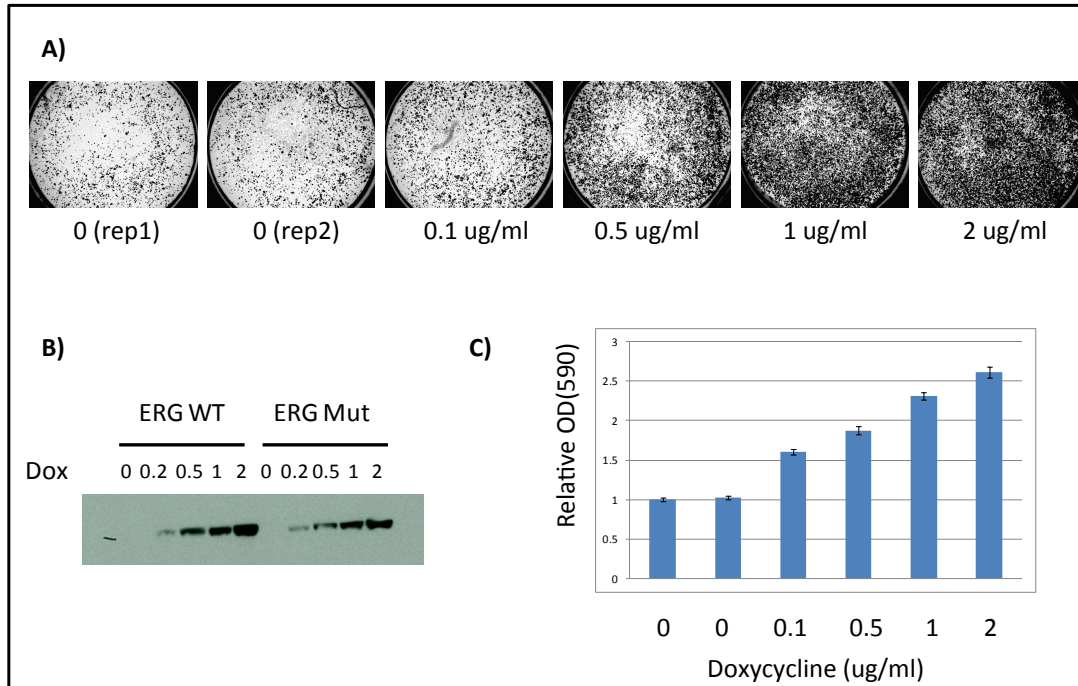 A)
0 (rep1) 0 (rep2) 0.1 ug/ml 0.5 ug/ml 1 ug/ml 2 ug/ml
B)
ERG WT ERG Mut
Dox 0 0.2 0.5 1 2 0 0.2 0.5 1 2
C)
Relative OD(590)
3
2.5
2
1.5
1
0.5
0
0 0 0.1 0.5 1 2
Doxycycline (ug/ml)